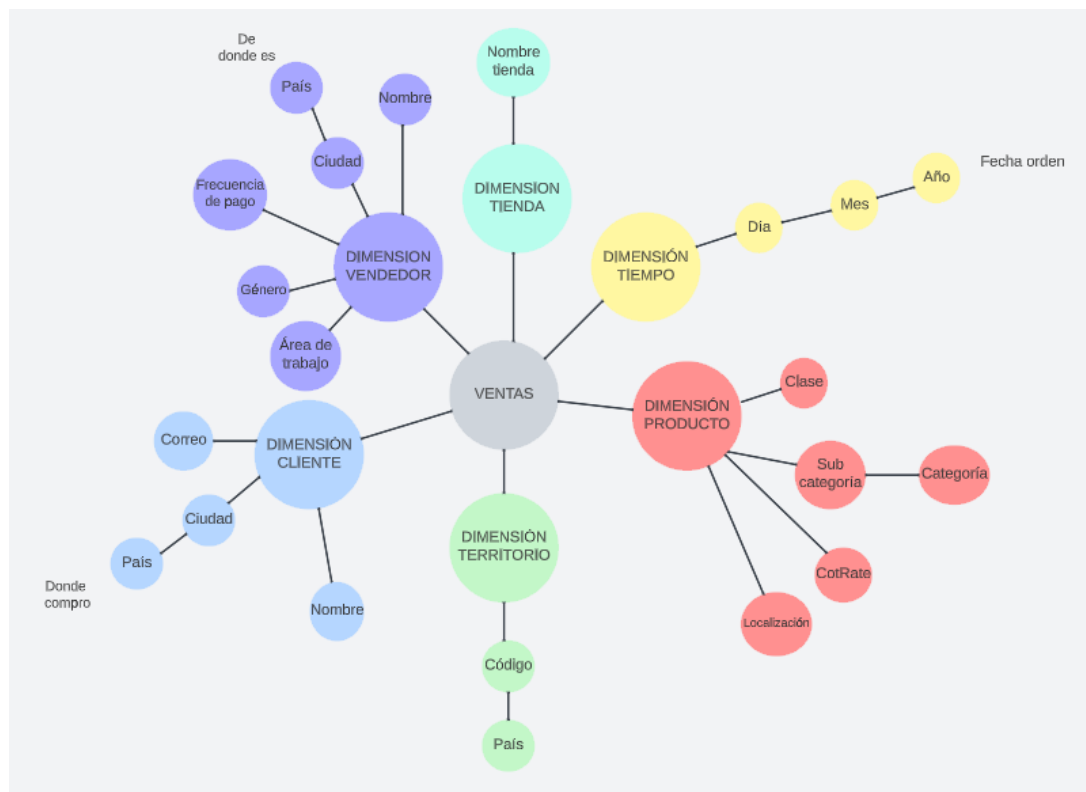 De
donde es
País
Nombre
Ciudad
Frecuencia
de pago
DIMENSION
VENDEDOR
Género
Área de
trabajo
Nombre
tienda
DIMENSION
TIENDA
DIMENSIÓN
TIEMPO
Día
Mes
Año
Fecha orden
VENTAS
DIMENSIÓN
PRODUCTO
Clase
Sub
categoria
Categoría
CotRate
Localización
DIMENSIÓN
CLIENTE
Correo
Ciudad
País
Donde
compro
Nombre
DIMENSIÓN
TERRITORIO
Código
País